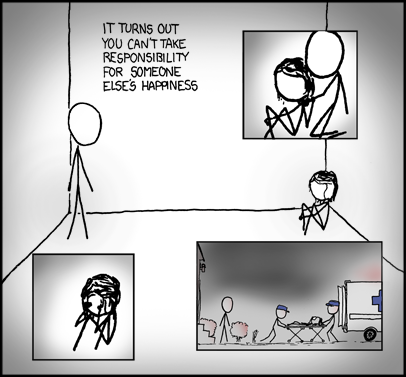 IT TURNS OUT
YOU CAN'T TAKE
RESPONSIBILITY
FOR SOMEONE
ELSE'S HAPPINESS